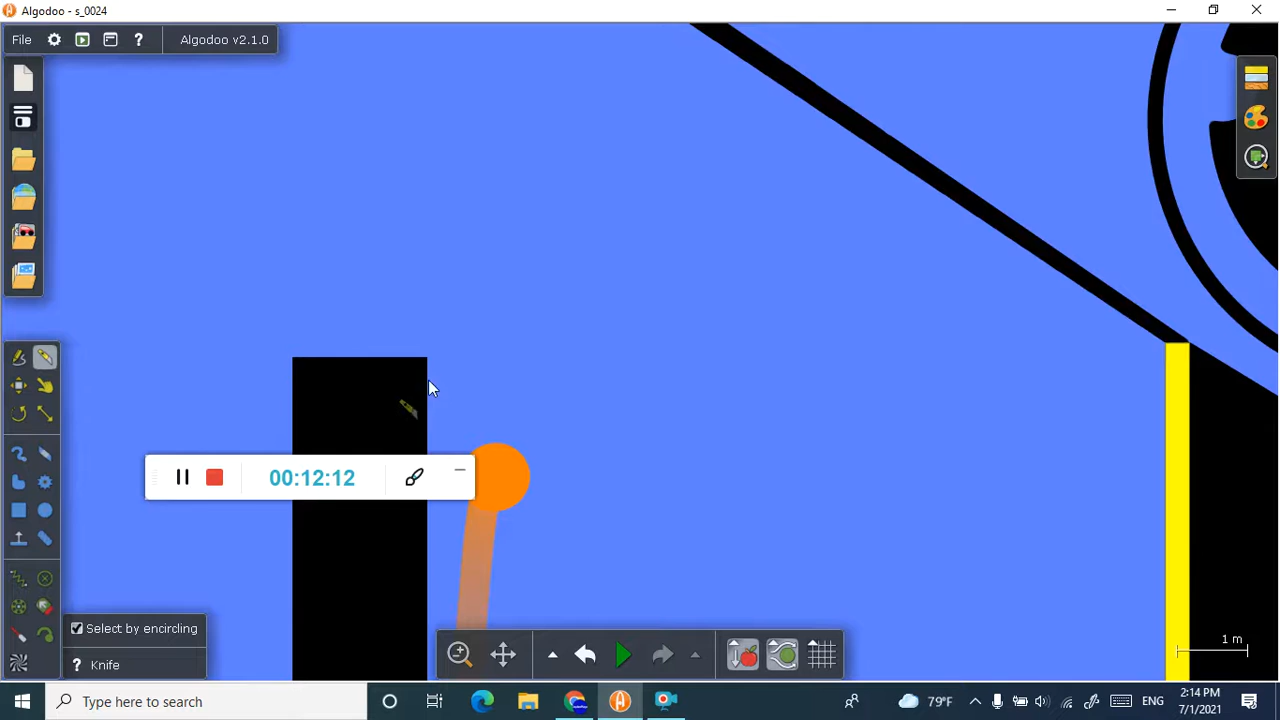 Algodoo - s_0024
File ? Algodoo v2.1.0
00:12:12
Select by encircling
? Knife
1 m
Type here to search
79°F ENG
2:14 PM
7/1/2021